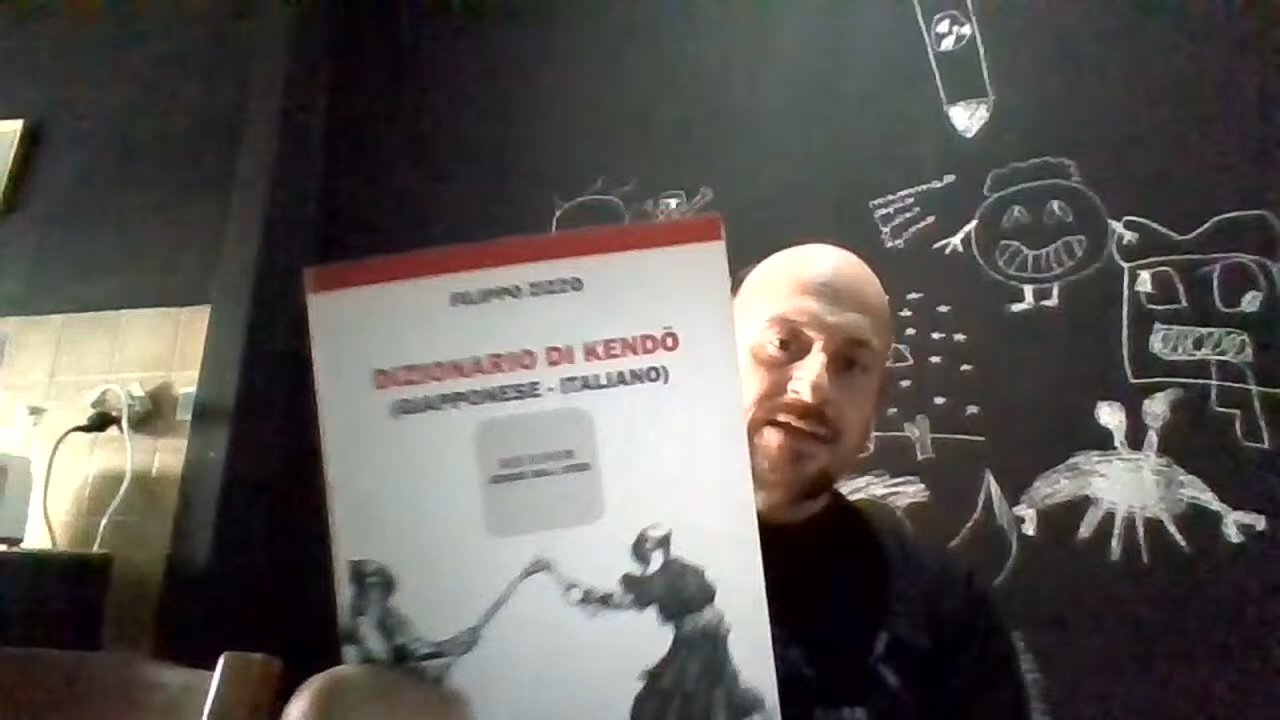 FILIPPO ZIZZO
DIZIONARIO DI KENDŌ
(GIAPPONESE - ITALIANO)